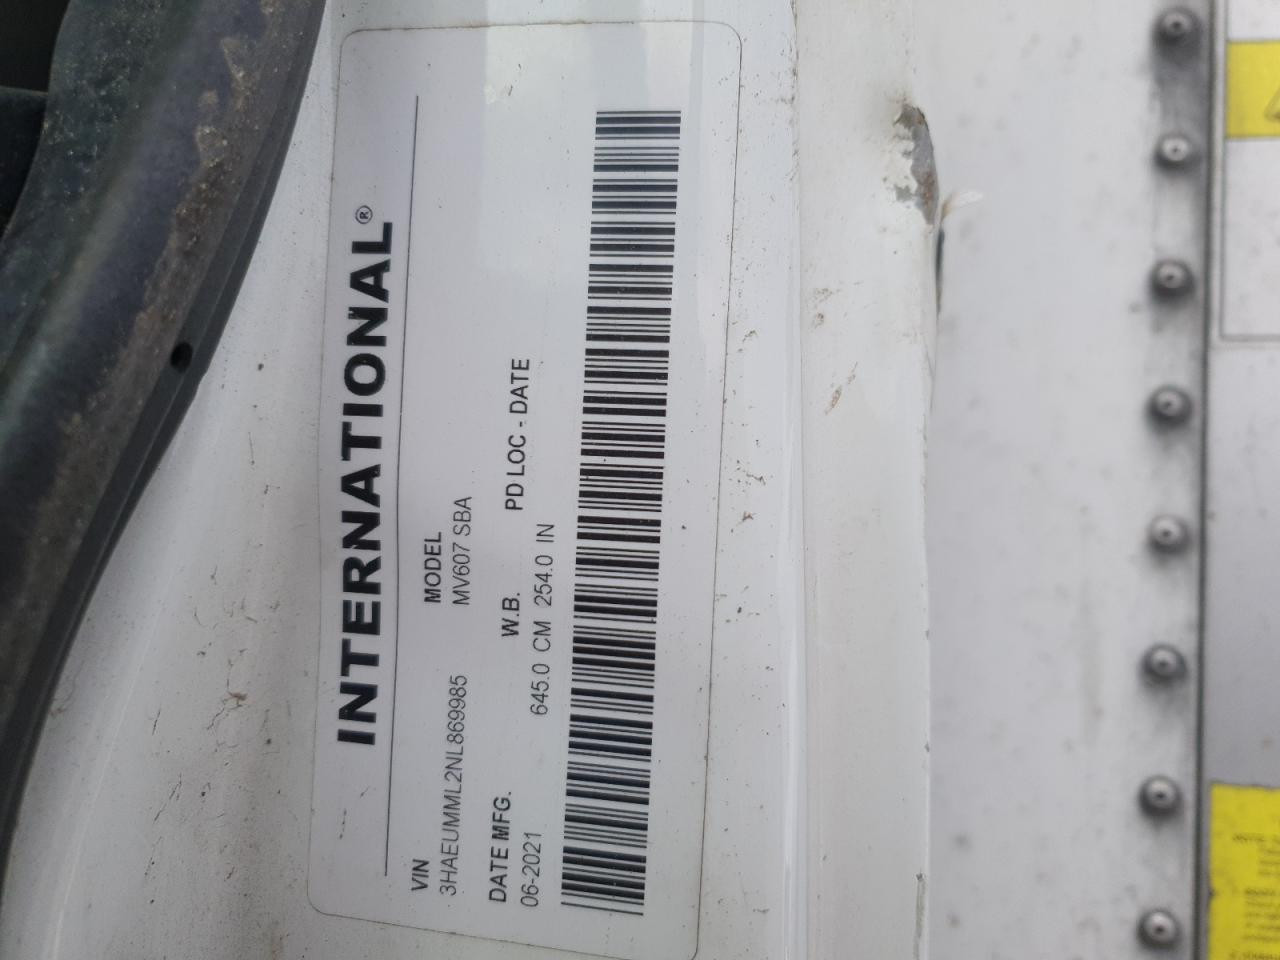 INTERNATIONAL®
VIN MODEL
3HAEUMML2NL869985 MV607 SBA
DATE MFG. W.B. PD LOC - DATE
06-2021 645.0 CM 254.0 IN